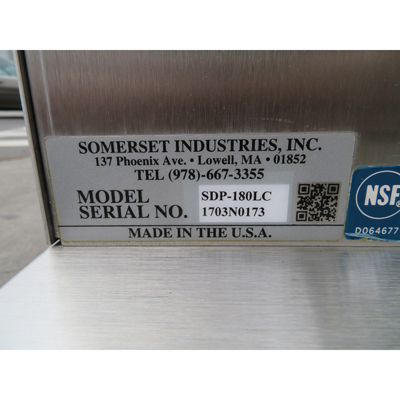 SOMERSET INDUSTRIES, INC.
137 Phoenix Ave. • Lowell, MA • 01852
TEL (978)-667-3355
MODEL SDP-180LC
SERIAL NO. 1703N0173
MADE IN THE U.S.A.
NSF
D064677